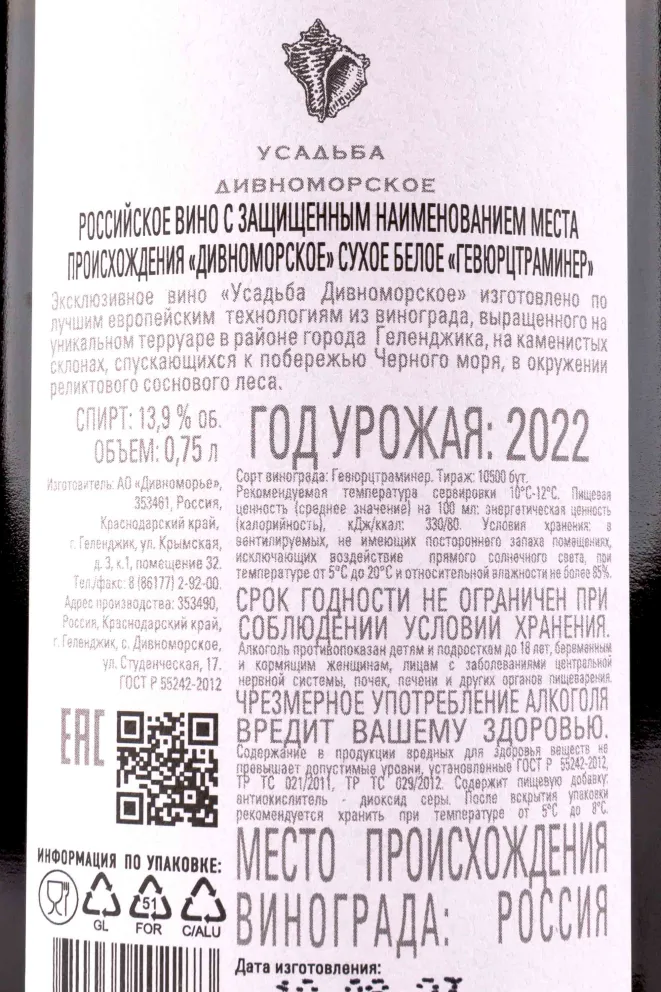 УСАДЬБА
ДИВНОМОРСКОЕ
РОССИЙСКОЕ ВИНО С ЗАЩИЩЕННЫМ НАИМЕНОВАНИЕМ МЕСТА
ПРОИСХОЖДЕНИЯ «ДИВНОМОРСКОЕ» СУХОЕ БЕЛОЕ «ГЕВЮРЦТРАМИНЕР»
Эксклюзивное вино «Усадьба Дивноморское» изготовлено по
лучшим европейским технологиям из винограда, выращенного на
уникальном терруаре в районе города Геленджика, на каменистых
склонах, спускающихся к побережью Черного моря, в окружении
реликтового соснового леса.
СПИРТ: 13,9 % ОБ.
ОБЪЕМ: 0,75 Л
Изготовитель: АО «Дивноморье»,
353461, Россия,
Краснодарский край,
г. Геленджик, ул. Крымская,
д. 3, к.1, помещение 32.
Тел./факс: 8 (86177) 2-92-00.
Адрес производства: 353490,
Россия, Краснодарский край,
г. Геленджик, с. Дивноморское,
ул. Студенческая, 17.
ГОСТ Р 55242-2012
EAC
ИНФОРМАЦИЯ ПО УПАКОВКЕ:
GL
51
FOR
C/ALU
ГОД УРОЖАЯ: 2022
Сорт винограда: Гевюрцтраминер. Тираж: 10500 бут.
Рекомендуемая температура сервировки 10°С-12°С. Пищевая
ценность (среднее значение) на 100 мл: энергетическая ценность
(калорийность), кДж/ккал: 330/80. Условия хранения: в
вентилируемых, не имеющих постороннего запаха помещениях,
исключающих воздействие прямого солнечного света, при
температуре от 5°С до 20°С и относительной влажности не более 85%.
СРОК ГОДНОСТИ НЕ ОГРАНИЧЕН ПРИ
СОБЛЮДЕНИИ УСЛОВИЙ ХРАНЕНИЯ.
Алкоголь противопоказан детям и подросткам до 18 лет, беременным
и кормящим женщинам, лицам с заболеваниями центральной
нервной системы, почек, печени и других органов пищеварения.
ЧРЕЗМЕРНОЕ УПОТРЕБЛЕНИЕ АЛКОГОЛЯ
ВРЕДИТ ВАШЕМУ ЗДОРОВЬЮ.
Содержание в продукции вредных для здоровья веществ не
превышает допустимые уровни, установленные ГОСТ Р 55242-2012,
ТР ТС 021/2011, ТР ТС 029/2012. Содержит пищевую добавку:
антиокислитель - диоксид серы. После вскрытия упаковки
рекомендуется хранить при температуре от 5°С до 8°С.
МЕСТО ПРОИСХОЖДЕНИЯ
ВИНОГРАДА: РОССИЯ
Дата изготовления: